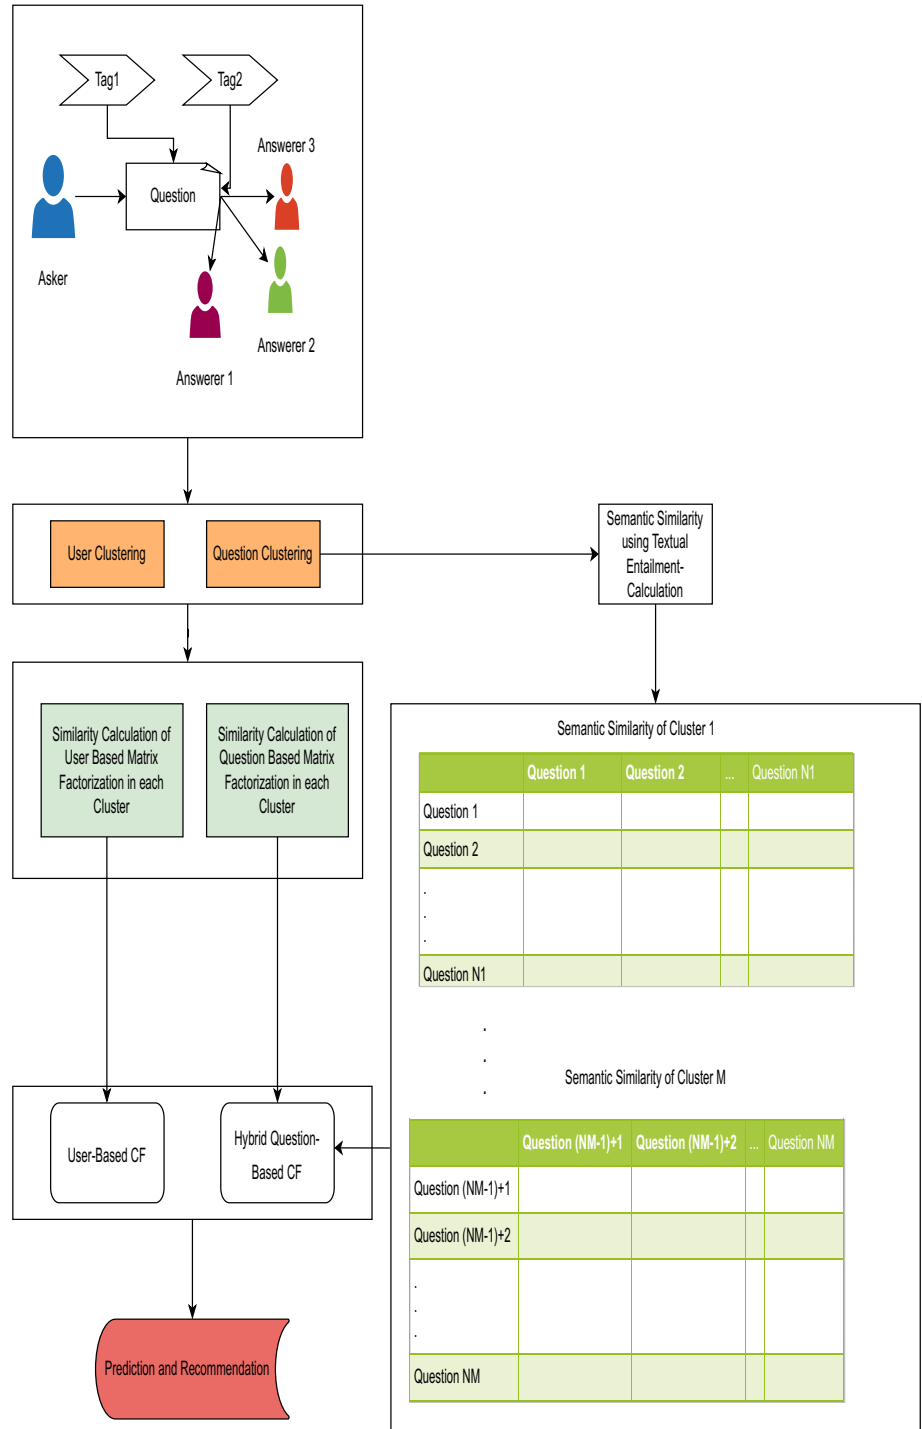 Tag1
Tag2
Answerer 3
Question
Asker
Answerer 2
Answerer 1
User Clustering
Question Clustering
Semantic Similarity
using Textual
Entailment-
Calculation
Similarity Calculation of
User Based Matrix
Factorization in each
Cluster
Similarity Calculation of
Question Based Matrix
Factorization in each
Cluster
Semantic Similarity of Cluster 1
Question 1 Question 2 ... Question N1
Question 1
Question 2
.
.
.
Question N1
.
.
.
Semantic Similarity of Cluster M
Question (NM-1)+1 Question (NM-1)+2 ... Question NM
Question (NM-1)+1
Question (NM-1)+2
.
.
.
Question NM
User-Based CF
Hybrid Question-
Based CF
Prediction and Recommendation